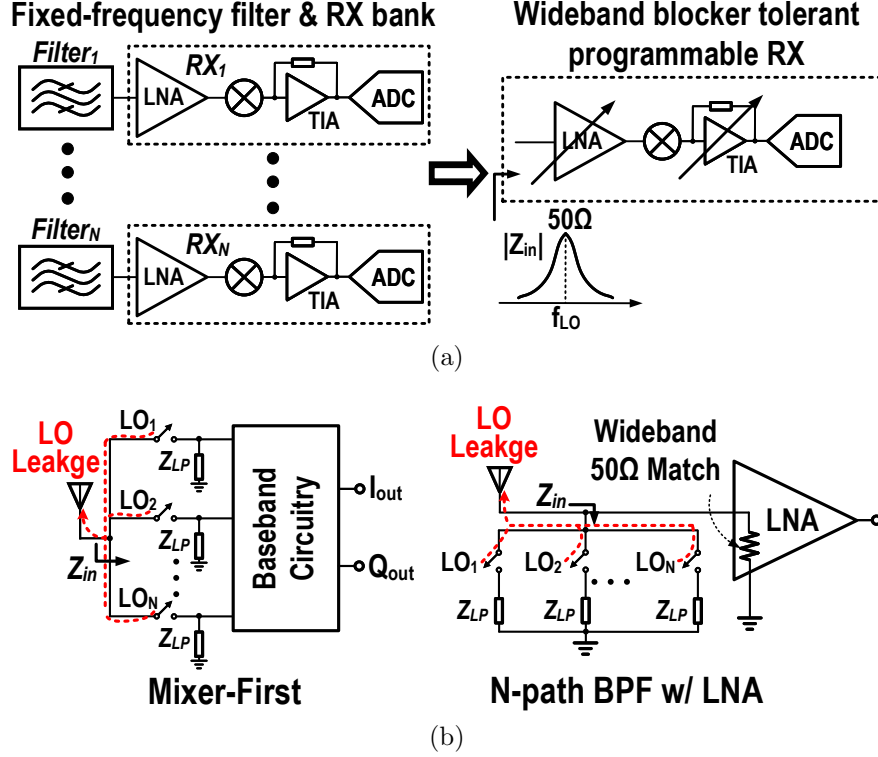 Fixed-frequency filter & RX bank
Wideband blocker tolerant
programmable RX
Filter1
RX1
LNA
TIA
ADC
FilterN
RXN
LNA
TIA
ADC
LNA
TIA
ADC
50Ω
|Zin|
fLO
(a)
LO
Leakge
LO1
ZLP
LO2
ZLP
Zin
LON
ZLP
Baseband
Circuitry
Iout
Qout
Mixer-First
LO
Leakge
Wideband
50Ω Match
Zin
LNA
LO1
LO2
LON
ZLP
ZLP
ZLP
N-path BPF w/ LNA
(b)